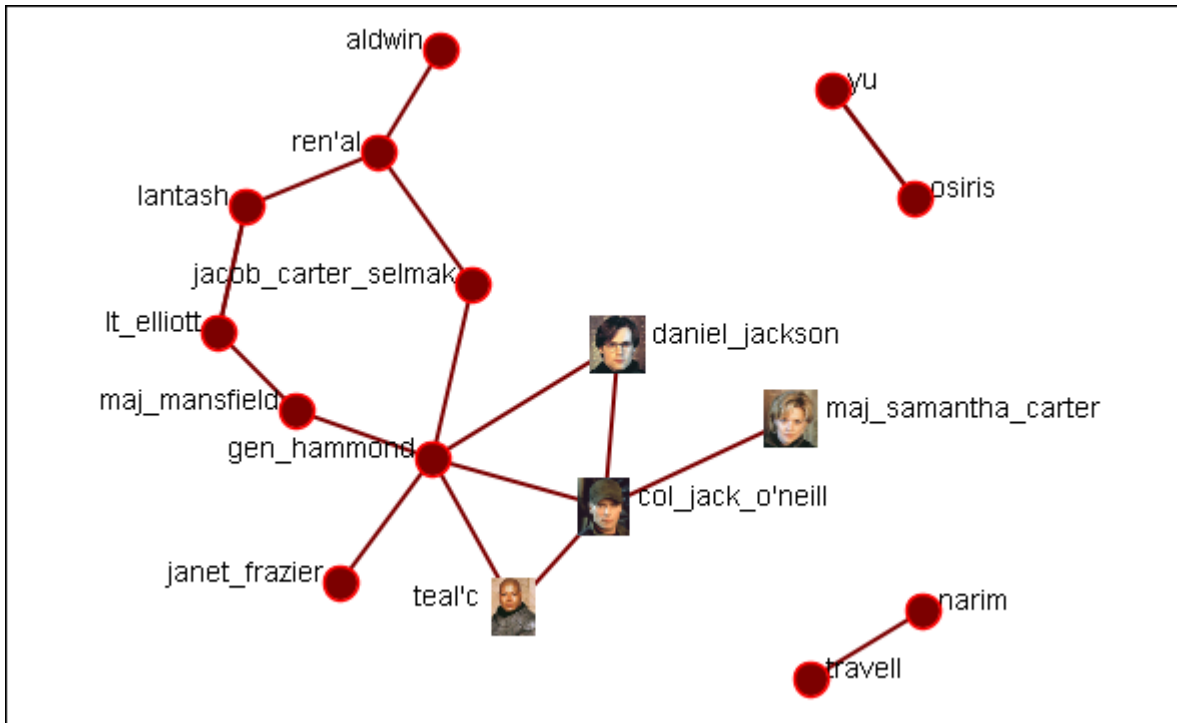 aldwin
yu
ren'al
osiris
lantash
jacob_carter_selmak
lt_elliott
daniel_jackson
maj_mansfield
maj_samantha_carter
gen_hammond
col_jack_o'neill
janet_frazier
teal'c
narim
travell